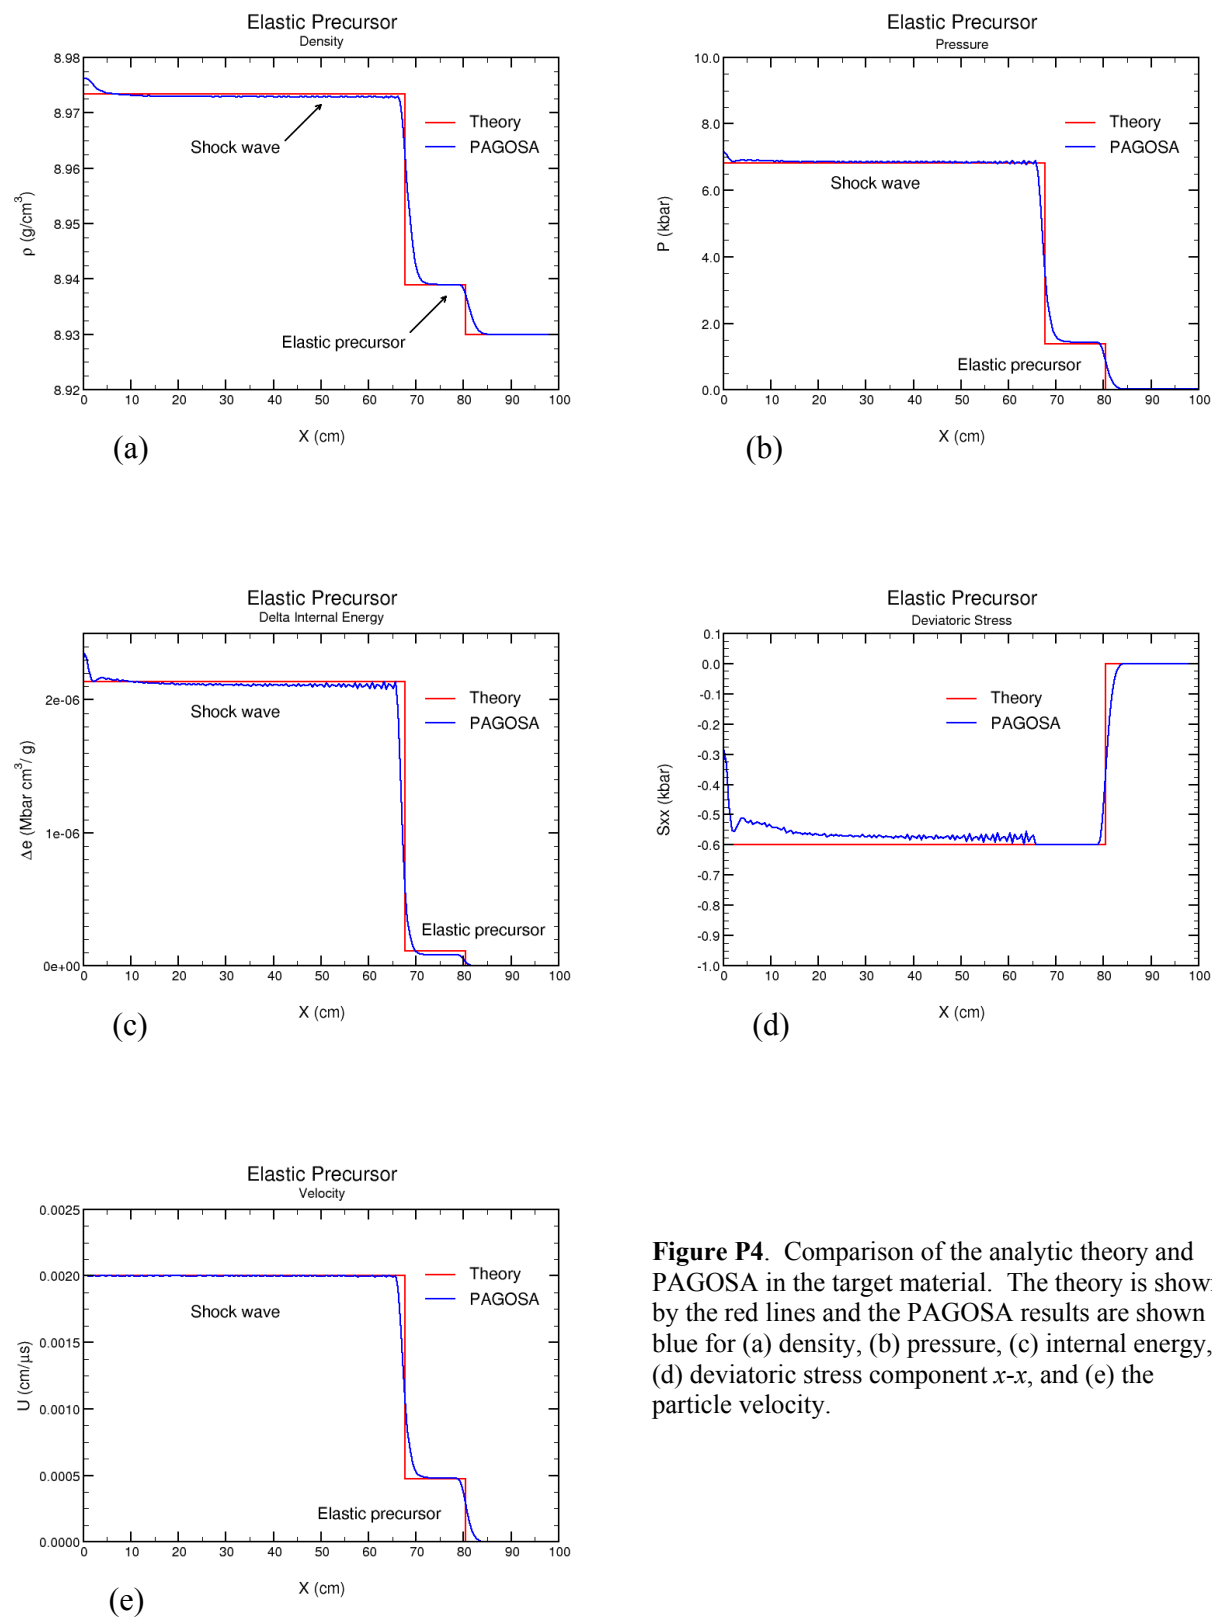 Elastic Precursor
Density
8.98
8.97
8.96
8.95
8.94
8.93
8.92
ρ (g/cm³)
Theory
PAGOSA
Shock wave
Elastic precursor
0 10 20 30 40 50 60 70 80 90 100
X (cm)
(a)
Elastic Precursor
Pressure
10.0
8.0
6.0
4.0
2.0
0.0
P (kbar)
Theory
PAGOSA
Shock wave
Elastic precursor
0 10 20 30 40 50 60 70 80 90 100
X (cm)
(b)
Elastic Precursor
Delta Internal Energy
2e-06
1e-06
0e+00
Δe (Mbar cm³/ g)
Theory
PAGOSA
Shock wave
Elastic precursor
0 10 20 30 40 50 60 70 80 90 100
X (cm)
(c)
Elastic Precursor
Deviatoric Stress
0.1
0.0
-0.1
-0.2
-0.3
-0.4
-0.5
-0.6
-0.7
-0.8
-0.9
-1.0
Sxx (kbar)
Theory
PAGOSA
0 10 20 30 40 50 60 70 80 90 100
X (cm)
(d)
Elastic Precursor
Velocity
0.0025
0.0020
0.0015
0.0010
0.0005
0.0000
U (cm/μs)
Theory
PAGOSA
Shock wave
Elastic precursor
0 10 20 30 40 50 60 70 80 90 100
X (cm)
(e)
Figure P4. Comparison of the analytic theory and
PAGOSA in the target material. The theory is
by the red lines and the PAGOSA results are shown
blue for (a) density, (b) pressure, (c) internal energy,
(d) deviatoric stress component x-x, and (e) the
particle velocity.